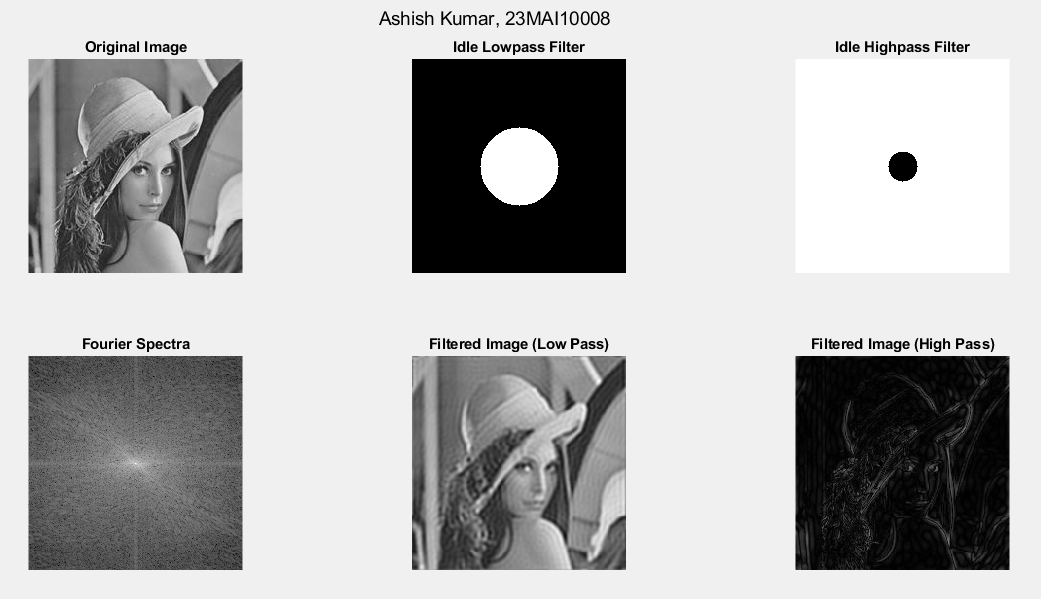 Ashish Kumar, 23MAI10008
Original Image
Idle Lowpass Filter
Idle Highpass Filter
Fourier Spectra
Filtered Image (Low Pass)
Filtered Image (High Pass)